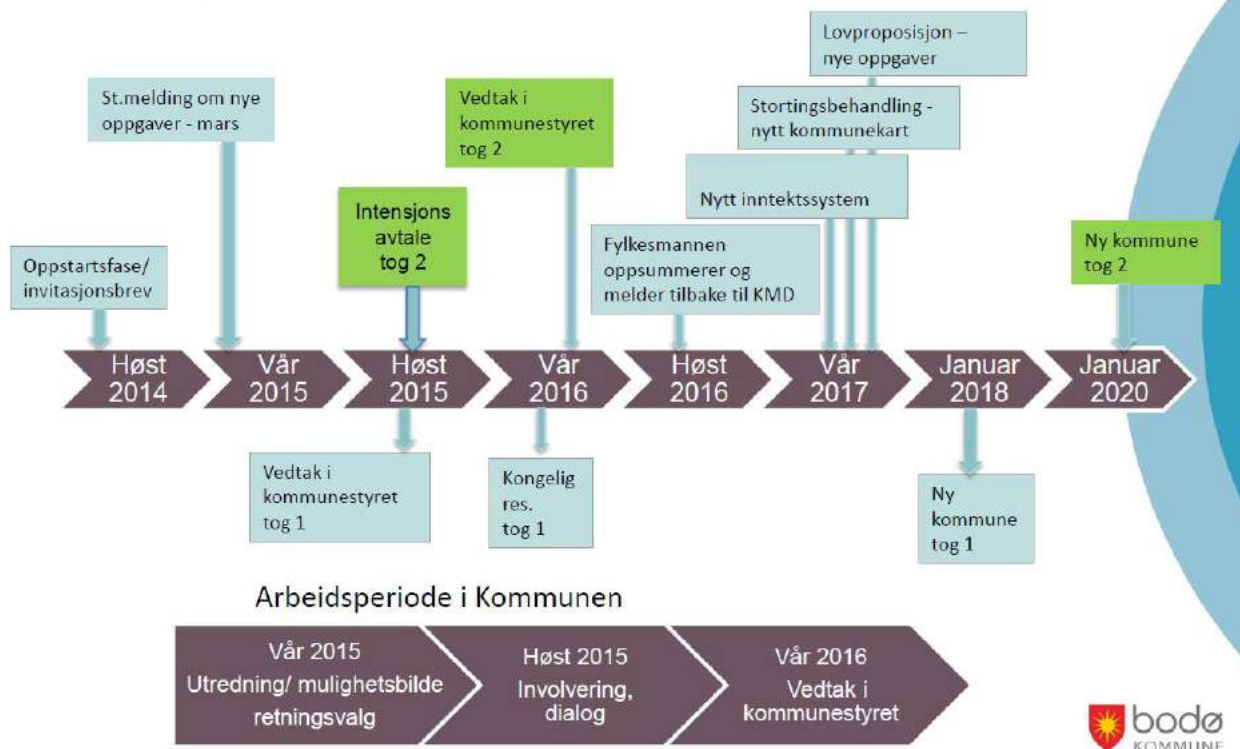 Lovproposisjon –
nye oppgaver
St.melding om nye
oppgaver - mars
Vedtak i
kommunestyret
tog 2
Stortingsbehandling -
nytt kommunekart
Nytt inntektssystem
Intensjons
avtale
tog 2
Fylkesmannen
oppsummerer og
melder tilbake til KMD
Ny kommune
tog 2
Oppstartsfase/
invitasjonsbrev
Høst
2014
Vår
2015
Høst
2015
Vår
2016
Høst
2016
Vår
2017
Januar
2018
Januar
2020
Vedtak i
kommunestyret
tog 1
Kongelig
res.
tog 1
Ny
kommune
tog 1
Arbeidsperiode i Kommunen
Vår 2015
Utredning/ mulighetsbilde
retningsvalg
Høst 2015
Involvering,
dialog
Vår 2016
Vedtak i
kommunestyret
bodø
KOMMUNE